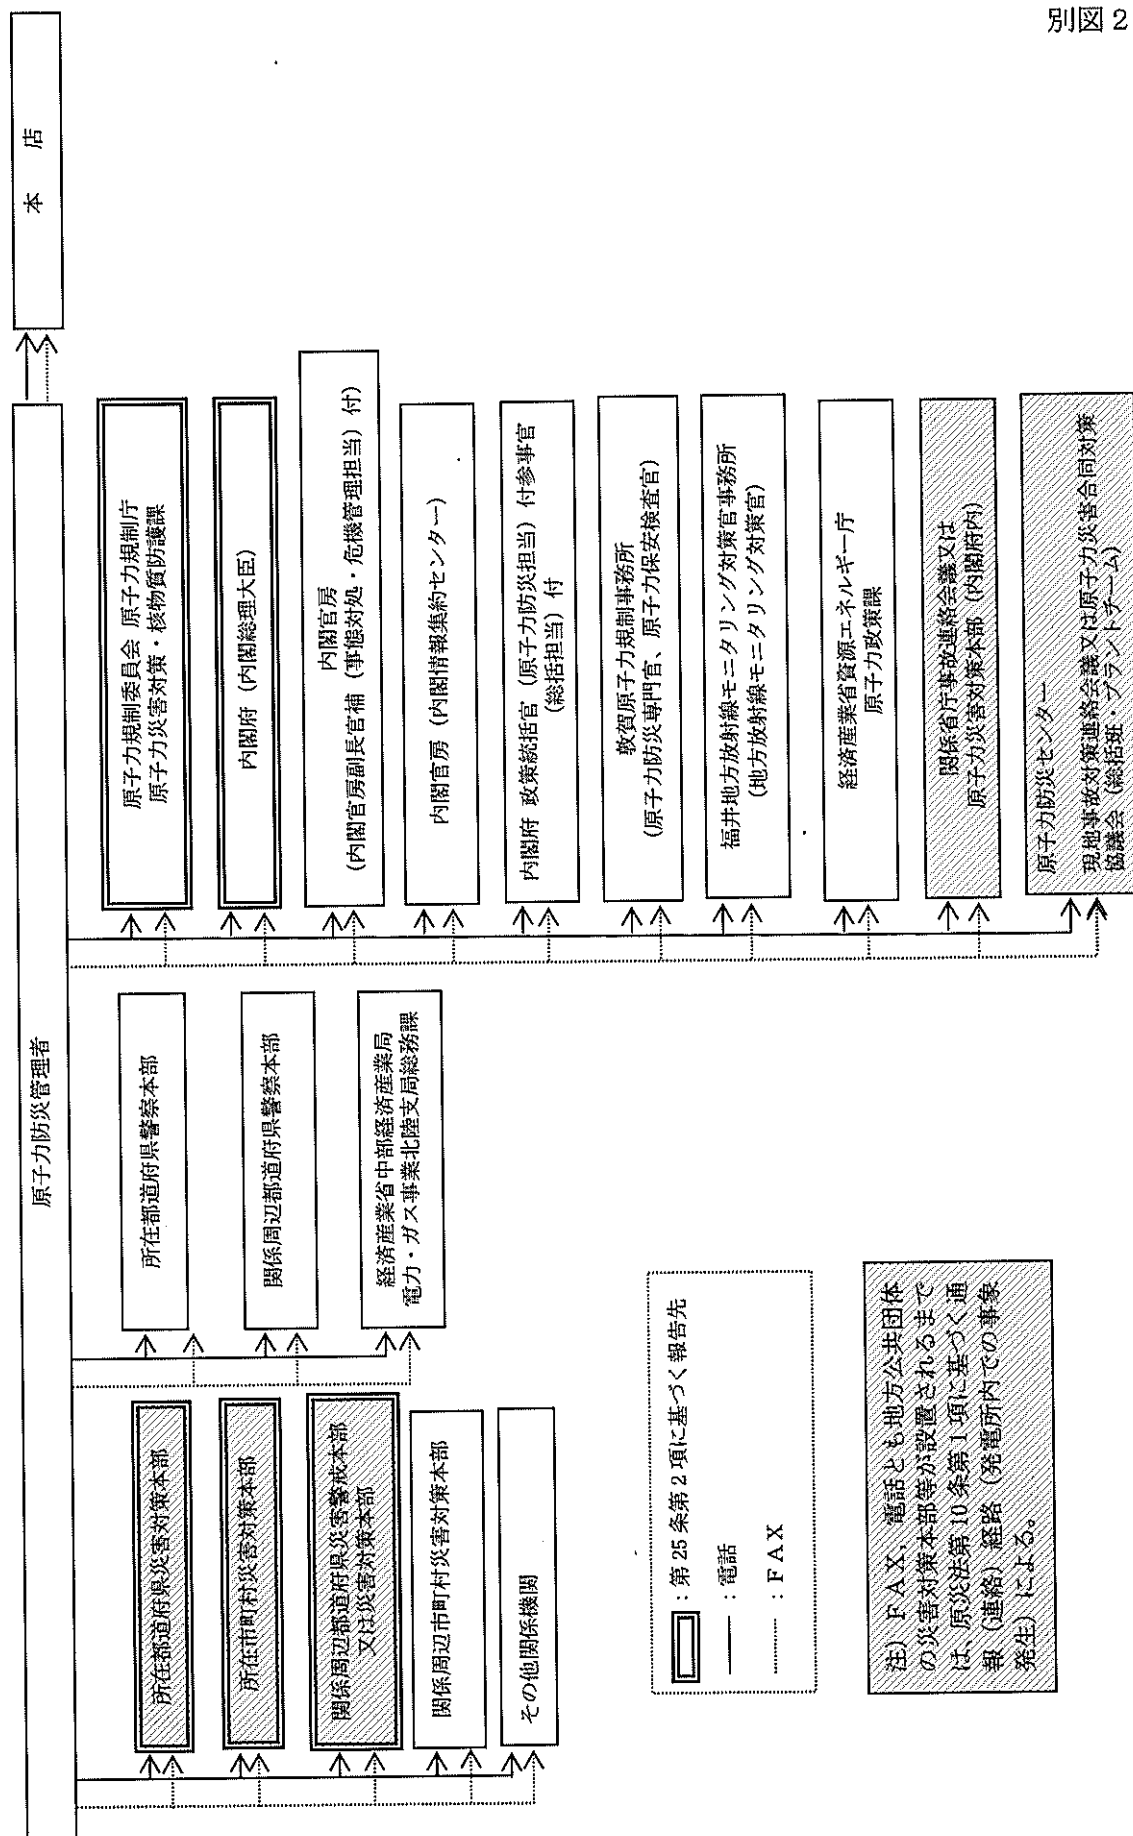 別図2
原子力防災管理者
本　店
所在都道府県災害対策本部
所在市町村災害対策本部
関係周辺都道府県災害警戒本部
又は災害対策本部
関係周辺市町村災害対策本部
その他関係機関
所在都道府県警察本部
関係周辺都道府県警察本部
経済産業省中部経済産業局
電力・ガス事業北陸支局総務課
原子力規制委員会 原子力規制庁
原子力災害対策・核物質防護課
内閣府（内閣総理大臣）
内閣官房
（内閣官房副長官補（事態対処・危機管理担当）付）
内閣官房（内閣情報集約センター）
内閣府 政策統括官（原子力防災担当）付参事官
（総括担当）付
敦賀原子力規制事務所
（原子力防災専門官、原子力保安検査官）
福井地方放射線モニタリング対策官事務所
（地方放射線モニタリング対策官）
経済産業省資源エネルギー庁
原子力政策課
関係省庁事故連絡会議又は
原子力災害対策本部（内閣府内）
原子力防災センター
現地事故対策連絡会議又は原子力災害合同対策
協議会（総括班・プラントチーム）
：第25条第2項に基づく報告先
：電話
：FAX
注）FAX、電話とも地方公共団体
の災害対策本部等が設置されるまで
は、原災法第10条第1項に基づく通
報（連絡）経路（発電所内での事象
発生）による。